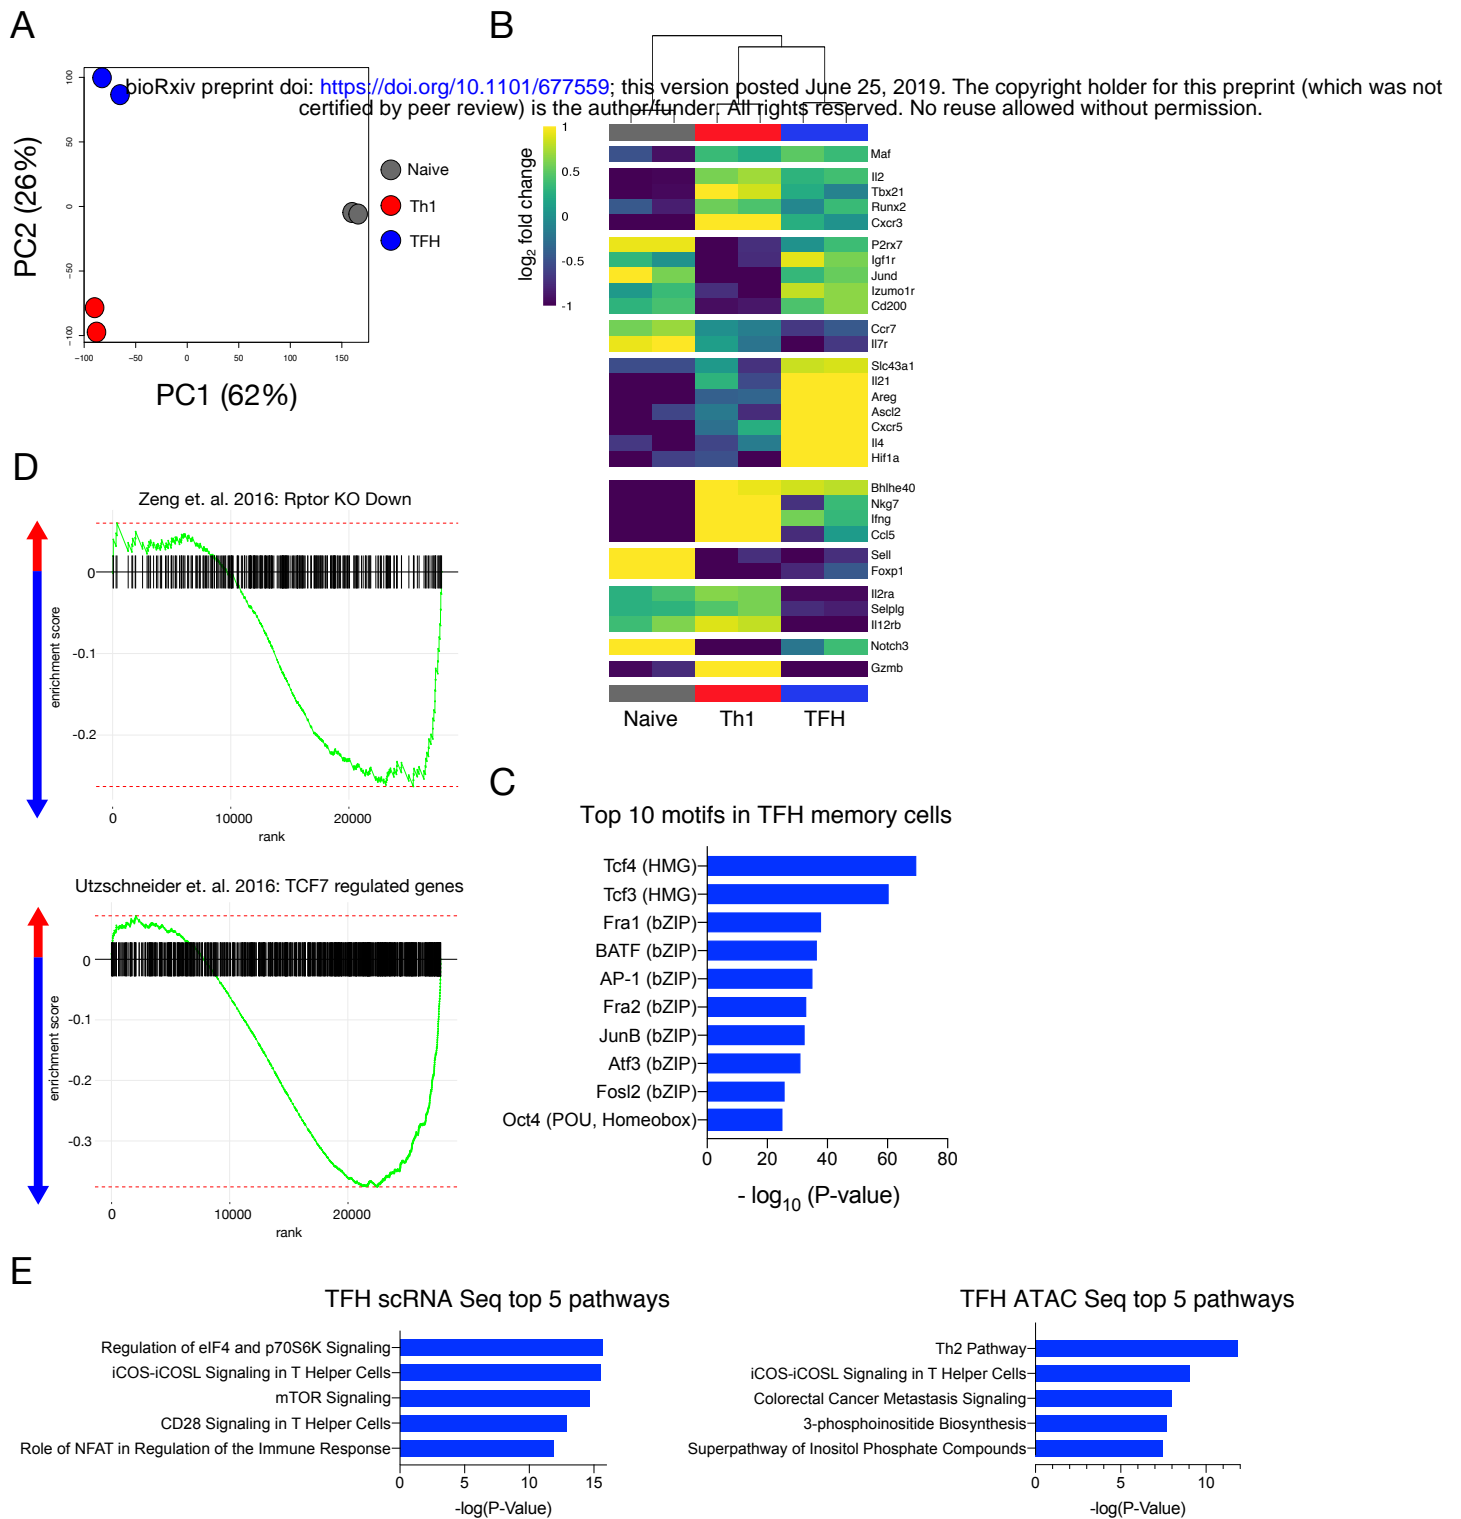 A
B
bioRxiv preprint doi: https://doi.org/10.1101/677559; this version posted June 25, 2019. The copyright holder for this preprint (which was not
certified by peer review) is the author/funder. All rights reserved. No reuse allowed without permission.
PC2 (26%)
100
50
0
−50
−100
−100
−50
0
50
100
150
PC1 (62%)
Naive
Th1
TFH
log2 fold change
1
0.5
0
-0.5
-1
Maf
Il2
Tbx21
Runx2
Cxcr3
P2rx7
Igf1r
Jund
Izumo1r
Cd200
Ccr7
Il7r
Slc43a1
Il21
Areg
Ascl2
Cxcr5
Il4
Hif1a
Bhlhe40
Nkg7
Ifng
Ccl5
Sell
Foxp1
Il2ra
Selplg
Il12rb
Notch3
Gzmb
Naive
Th1
TFH
D
Zeng et. al. 2016: Rptor KO Down
enrichment score
0
-0.1
-0.2
0
10000
20000
rank
Utzschneider et. al. 2016: TCF7 regulated genes
enrichment score
0
-0.1
-0.2
-0.3
0
10000
20000
rank
C
Top 10 motifs in TFH memory cells
Tcf4 (HMG)
Tcf3 (HMG)
Fra1 (bZIP)
BATF (bZIP)
AP-1 (bZIP)
Fra2 (bZIP)
JunB (bZIP)
Atf3 (bZIP)
Fosl2 (bZIP)
Oct4 (POU, Homeobox)
0
20
40
60
80
- log10 (P-value)
E
TFH scRNA Seq top 5 pathways
Regulation of eIF4 and p70S6K Signaling
iCOS-iCOSL Signaling in T Helper Cells
mTOR Signaling
CD28 Signaling in T Helper Cells
Role of NFAT in Regulation of the Immune Response
0
5
10
15
-log(P-Value)
TFH ATAC Seq top 5 pathways
Th2 Pathway
iCOS-iCOSL Signaling in T Helper Cells
Colorectal Cancer Metastasis Signaling
3-phosphoinositide Biosynthesis
Superpathway of Inositol Phosphate Compounds
0
5
10
-log(P-Value)